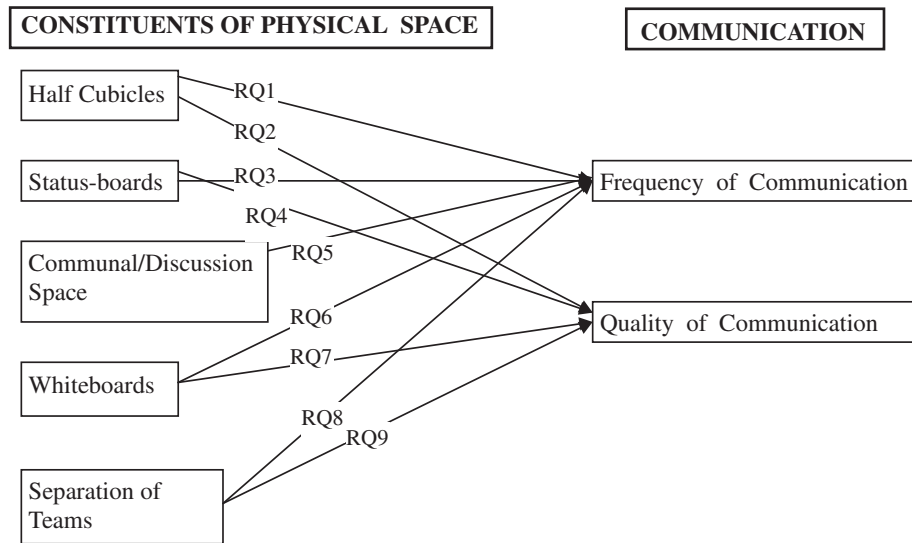 CONSTITUENTS OF PHYSICAL SPACE
COMMUNICATION
Half Cubicles
RQ1
RQ2
Status-boards
RQ3
Frequency of Communication
RQ4
Communal/Discussion
Space
RQ5
RQ6
Quality of Communication
RQ7
Whiteboards
RQ8
RQ9
Separation of
Teams